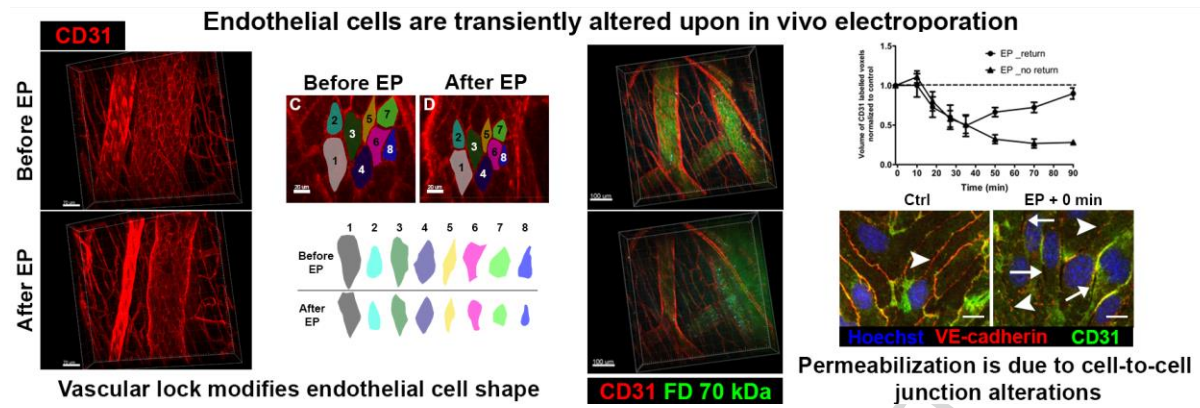 Endothelial cells are transiently altered upon in vivo electroporation
CD31
Before EP
After EP
Before EP
After EP
C
D
1
2
3
4
5
6
7
8
1
2
3
4
5
6
7
8
20 µm
20 µm
1 2 3 4 5 6 7 8
Before
EP
After
EP
Vascular lock modifies endothelial cell shape
100 µm
100 µm
CD31 FD 70 kDa
Volume of CD31 labelled voxels
normalized to control
1.5
1.0
0.5
0.0
EP _return
EP _no return
0 10 20 30 40 50 60 70 80 90
Time (min)
Ctrl
EP + 0 min
Hoechst VE-cadherin CD31
Permeabilization is due to cell-to-cell
junction alterations